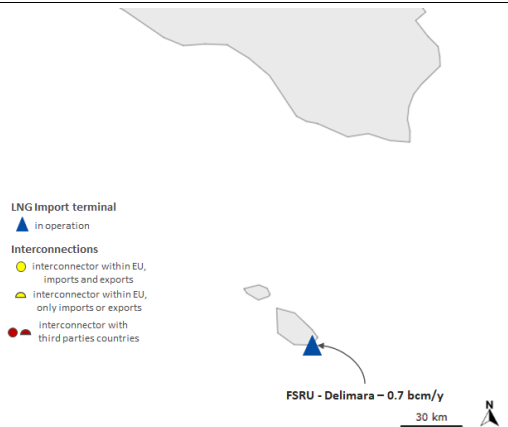 LNG Import terminal
in operation
Interconnections
interconnector within EU,
imports and exports
interconnector within EU,
only imports or exports
interconnector with
third parties countries
FSRU - Delimara – 0.7 bcm/y
30 km
N